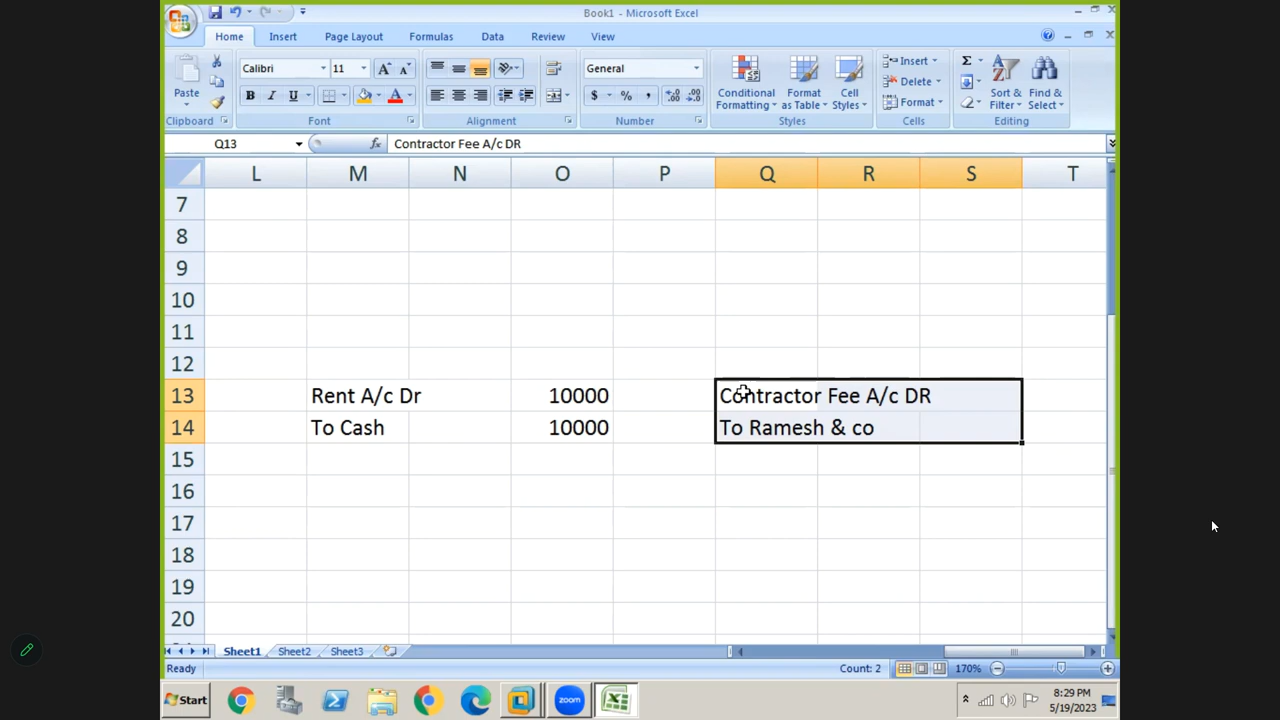 Book1 - Microsoft Excel
Home Insert Page Layout Formulas Data Review View
Calibri 11 General Insert Σ
Paste B I U $ % , Conditional Formatting Format as Table Cell Styles Delete Format Sort & Filter Find & Select
Clipboard Font Alignment Number Styles Cells Editing
Q13 fx Contractor Fee A/c DR
L M N O P Q R S T
7
8
9
10
11
12
13 Rent A/c Dr 10000 Contractor Fee A/c DR
14 To Cash 10000 To Ramesh & co
15
16
17
18
19
20
Sheet1 Sheet2 Sheet3
Ready Count: 2 170%
Start zoom 8:29 PM
5/19/2023